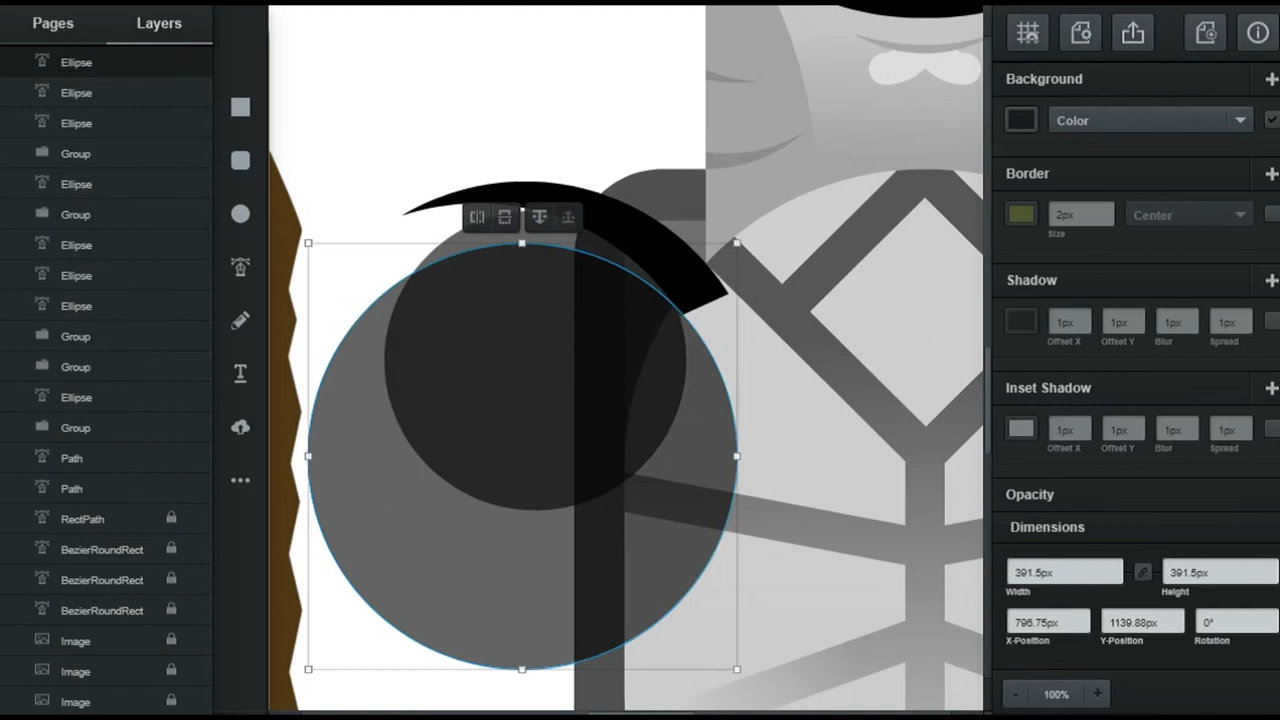 Pages Layers
Ellipse
Ellipse
Ellipse
Group
Ellipse
Group
Ellipse
Ellipse
Ellipse
Group
Group
Ellipse
Group
Path
Path
RectPath
BezierRoundRect
BezierRoundRect
BezierRoundRect
Image
Image
Image
Background
Color
Border
2px Center
Size
Shadow
1px 1px 1px 1px
Offset X Offset Y Blur Spread
Inset Shadow
1px 1px 1px 1px
Offset X Offset Y Blur Spread
Opacity
Dimensions
391.5px 391.5px
Width Height
796.75px 1139.88px 0°
X-Position Y-Position Rotation
- 100% +